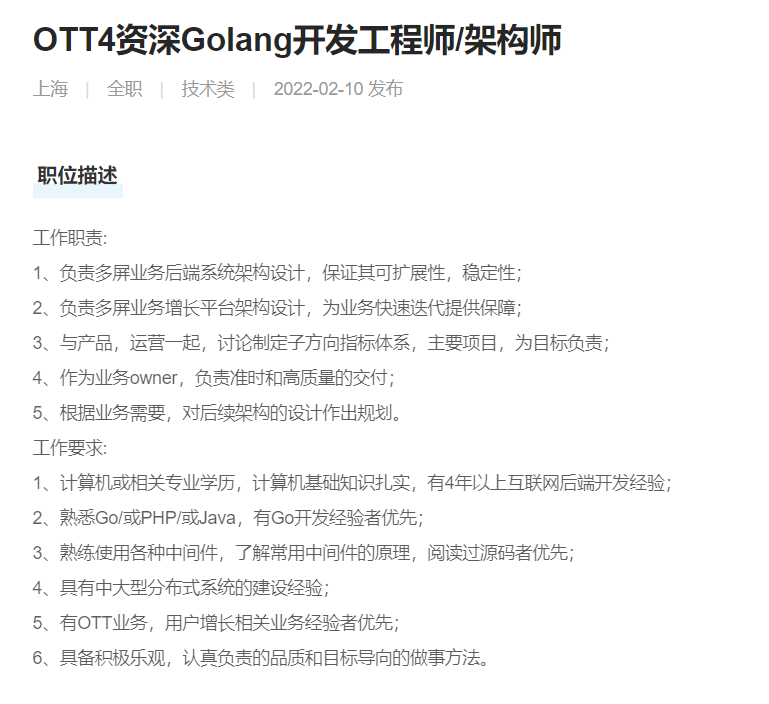 OTT4资深Golang开发工程师/架构师
上海 | 全职 | 技术类 | 2022-02-10 发布
职位描述
工作职责:
1、负责多屏业务后端系统架构设计，保证其可扩展性，稳定性；
2、负责多屏业务增长平台架构设计，为业务快速迭代提供保障；
3、与产品，运营一起，讨论制定子方向指标体系，主要项目，为目标负责；
4、作为业务owner，负责准时和高质量的交付；
5、根据业务需要，对后续架构的设计作出规划。
工作要求:
1、计算机或相关专业学历，计算机基础知识扎实，有4年以上互联网后端开发经验；
2、熟悉Go/或PHP/或Java，有Go开发经验者优先；
3、熟练使用各种中间件，了解常用中间件的原理，阅读过源码者优先；
4、具有中大型分布式系统的建设经验；
5、有OTT业务，用户增长相关业务经验者优先；
6、具备积极乐观，认真负责的品质和目标导向的做事方法。